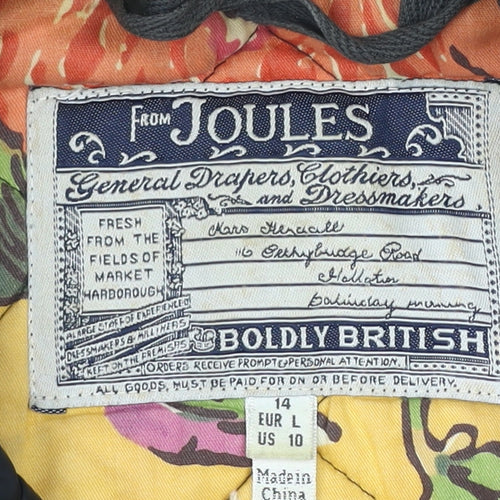 FROM JOULES
General Drapers, Clothiers,
and Dressmakers
FRESH
FROM THE
FIELDS OF
MARKET
HARBOROUGH
Mrs Kendall
Road
Hallaton
Saturday morning
A LARGE STAFF OF EXPERIENCED
DRESSMAKERS & MILLINERS
KEPT ON THE PREMISES
BOLDLY BRITISH
ORDERS RECEIVE PROMPT & PERSONAL ATTENTION.
ALL GOODS, MUST BE PAID FOR ON OR BEFORE DELIVERY.
14
EUR L
US 10
Made in
China